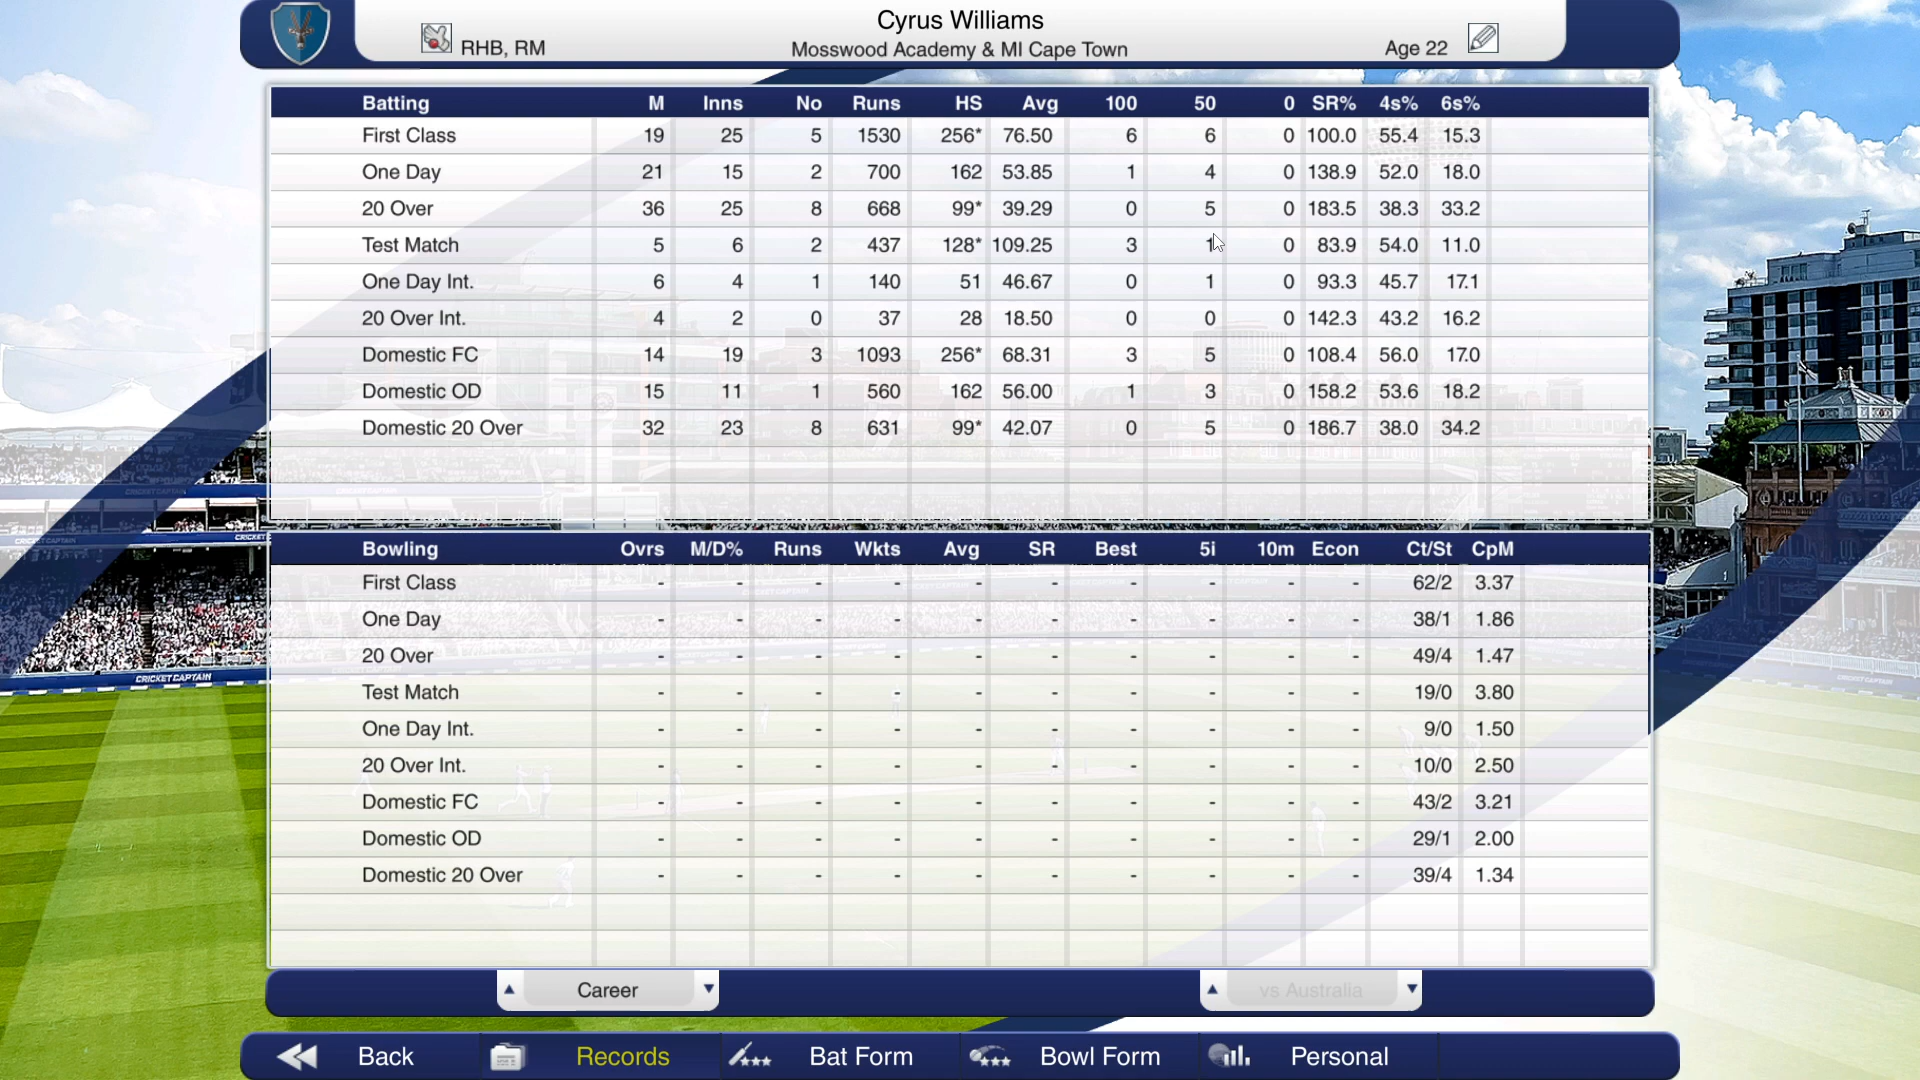 Cyrus Williams
RHB, RM
Mosswood Academy & MI Cape Town
Age 22
Batting M Inns No Runs HS Avg 100 50 0 SR% 4s% 6s%
First Class 19 25 5 1530 256* 76.50 6 6 0 100.0 55.4 15.3
One Day 21 15 2 700 162 53.85 1 4 0 138.9 52.0 18.0
20 Over 36 25 8 668 99* 39.29 0 5 0 183.5 38.3 33.2
Test Match 5 6 2 437 128* 109.25 3 1 0 83.9 54.0 11.0
One Day Int. 6 4 1 140 51 46.67 0 1 0 93.3 45.7 17.1
20 Over Int. 4 2 0 37 28 18.50 0 0 0 142.3 43.2 16.2
Domestic FC 14 19 3 1093 256* 68.31 3 5 0 108.4 56.0 17.0
Domestic OD 15 11 1 560 162 56.00 1 3 0 158.2 53.6 18.2
Domestic 20 Over 32 23 8 631 99* 42.07 0 5 0 186.7 38.0 34.2
Bowling Ovrs M/D% Runs Wkts Avg SR Best 5i 10m Econ Ct/St CpM
First Class - - - - - - - - - - 62/2 3.37
One Day - - - - - - - - - - 38/1 1.86
20 Over - - - - - - - - - - 49/4 1.47
Test Match - - - - - - - - - - 19/0 3.80
One Day Int. - - - - - - - - - - 9/0 1.50
20 Over Int. - - - - - - - - - - 10/0 2.50
Domestic FC - - - - - - - - - - 43/2 3.21
Domestic OD - - - - - - - - - - 29/1 2.00
Domestic 20 Over - - - - - - - - - - 39/4 1.34
CRICKET CAPTAIN
Career
vs Australia
Back Records Bat Form Bowl Form Personal